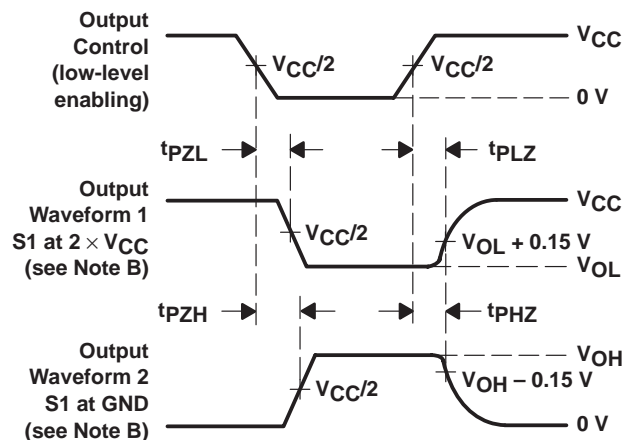 Output
Control
(low-level
enabling)
VCC
VCC/2
VCC/2
0 V
tPZL
tPLZ
Output
Waveform 1
S1 at 2 × VCC
(see Note B)
VCC
VCC/2
VOL + 0.15 V
VOL
tPZH
tPHZ
Output
Waveform 2
S1 at GND
(see Note B)
VOH
VCC/2
VOH − 0.15 V
0 V